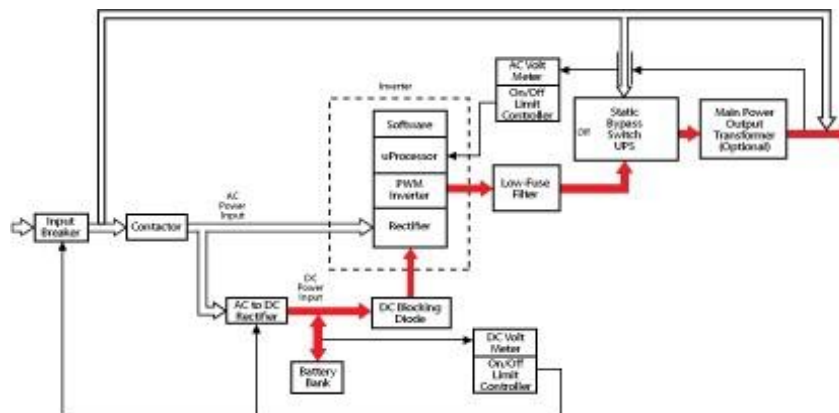 AC Volt
Meter
On/Off
Limit
Controller
Inverter
Software
uProcessor
PWM
Inverter
Rectifier
Off
Static
Bypass
Switch
UPS
Main Power
Output
Transformer
(Optional)
Low-Fuse
Filter
AC
Power
Input
Input
Breaker
Contactor
DC
Power
Input
AC to DC
Rectifier
DC Blocking
Diode
Battery
Bank
DC Volt
Meter
On/Off
Limit
Controller